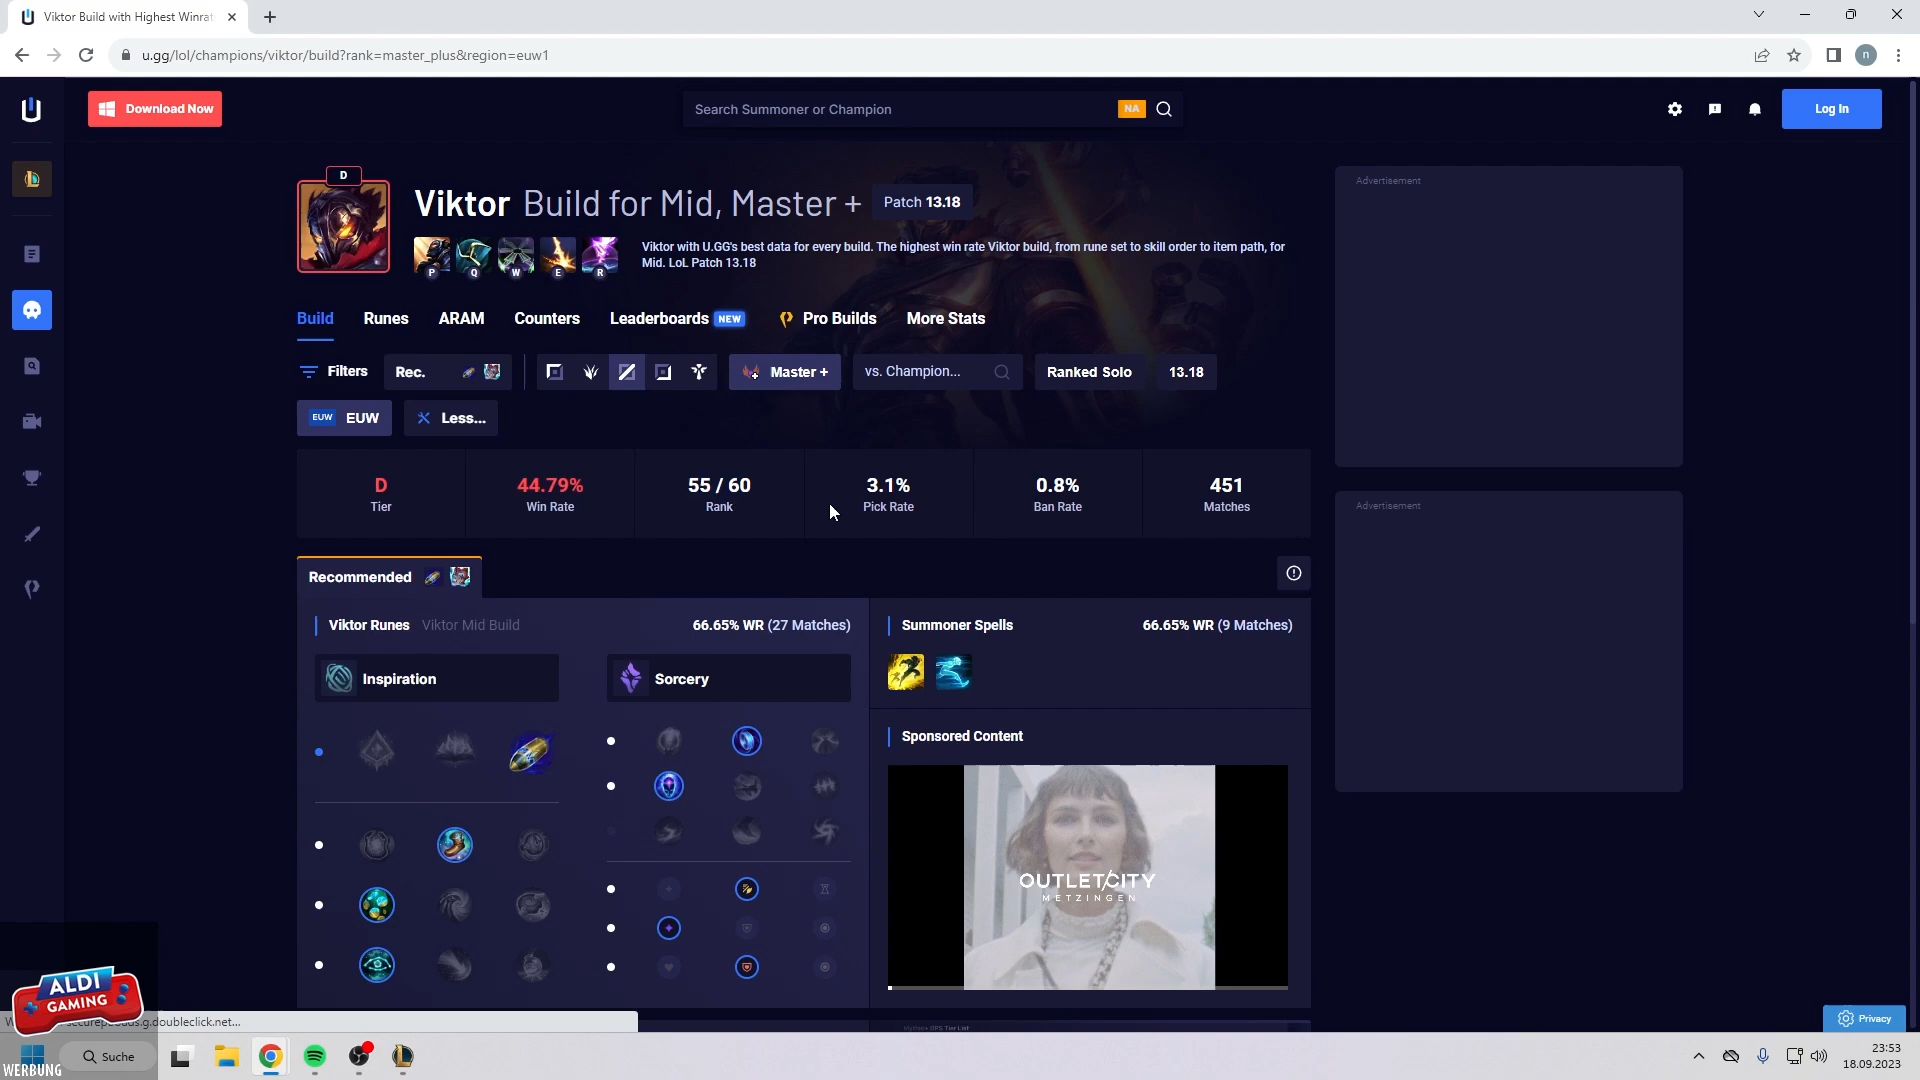 Viktor Build with Highest Winrat
u.gg/lol/champions/viktor/build?rank=master_plus&region=euw1
n
Download Now
Search Summoner or Champion
NA
Log In
D
Viktor Build for Mid, Master +
Patch 13.18
P
Q
W
E
R
Viktor with U.GG's best data for every build. The highest win rate Viktor build, from rune set to skill order to item path, for
Mid. LoL Patch 13.18
Build
Runes
ARAM
Counters
Leaderboards NEW
Pro Builds
More Stats
Filters
Rec.
Master +
vs. Champion...
Ranked Solo
13.18
EUW EUW
Less...
D
Tier
44.79%
Win Rate
55 / 60
Rank
3.1%
Pick Rate
0.8%
Ban Rate
451
Matches
Recommended
Viktor Runes Viktor Mid Build
66.65% WR (27 Matches)
Inspiration
Sorcery
Summoner Spells
66.65% WR (9 Matches)
Sponsored Content
OUTLETCITY
METZINGEN
Advertisement
Advertisement
ALDI
GAMING
.g.doubleclick.net...
Privacy
WERBUNG
Suche
23:53
18.09.2023